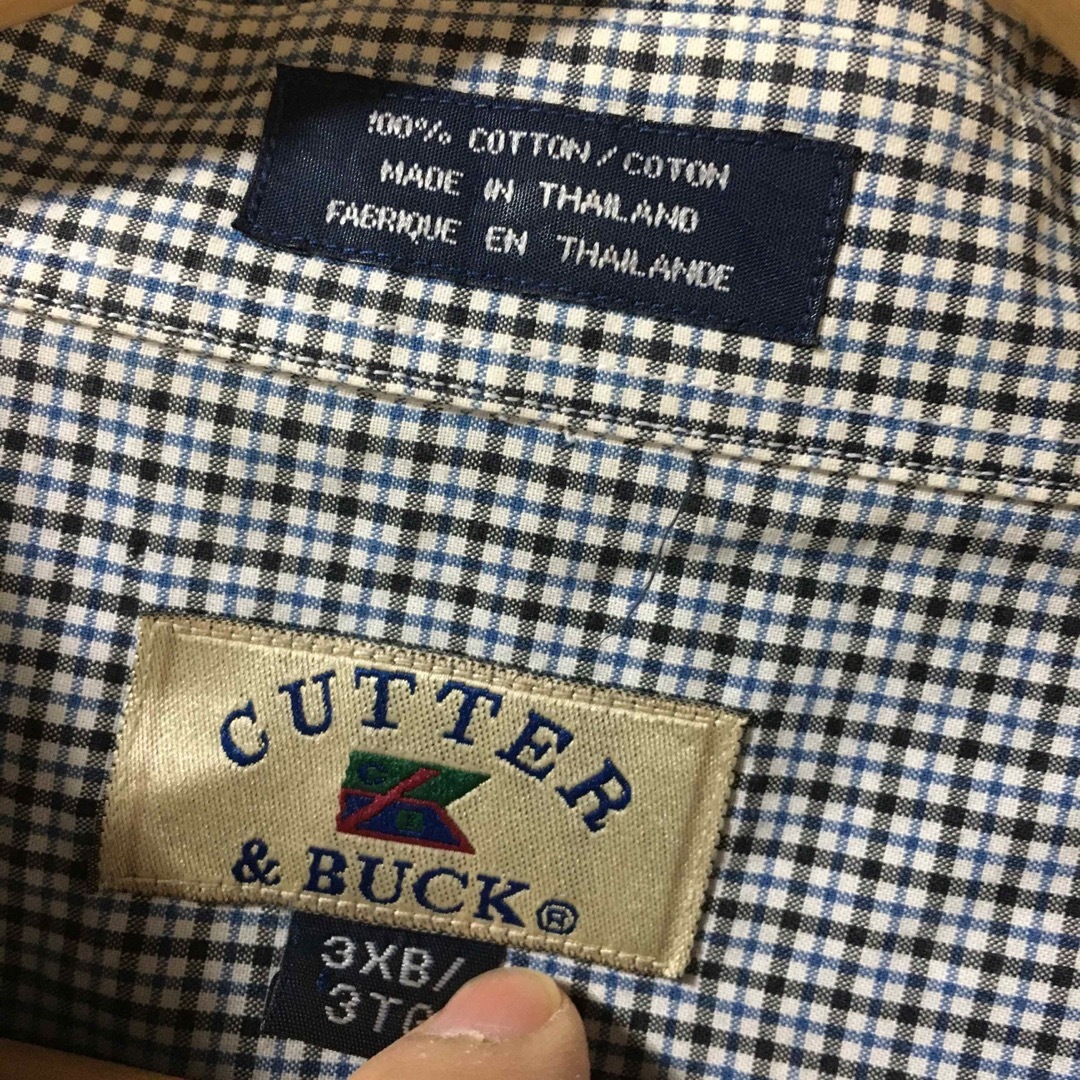 100% COTTON/COTON
MADE IN THAILAND
FABRIQUE EN THAILANDE
CUTTER
C
B
& BUCK®
3XB/